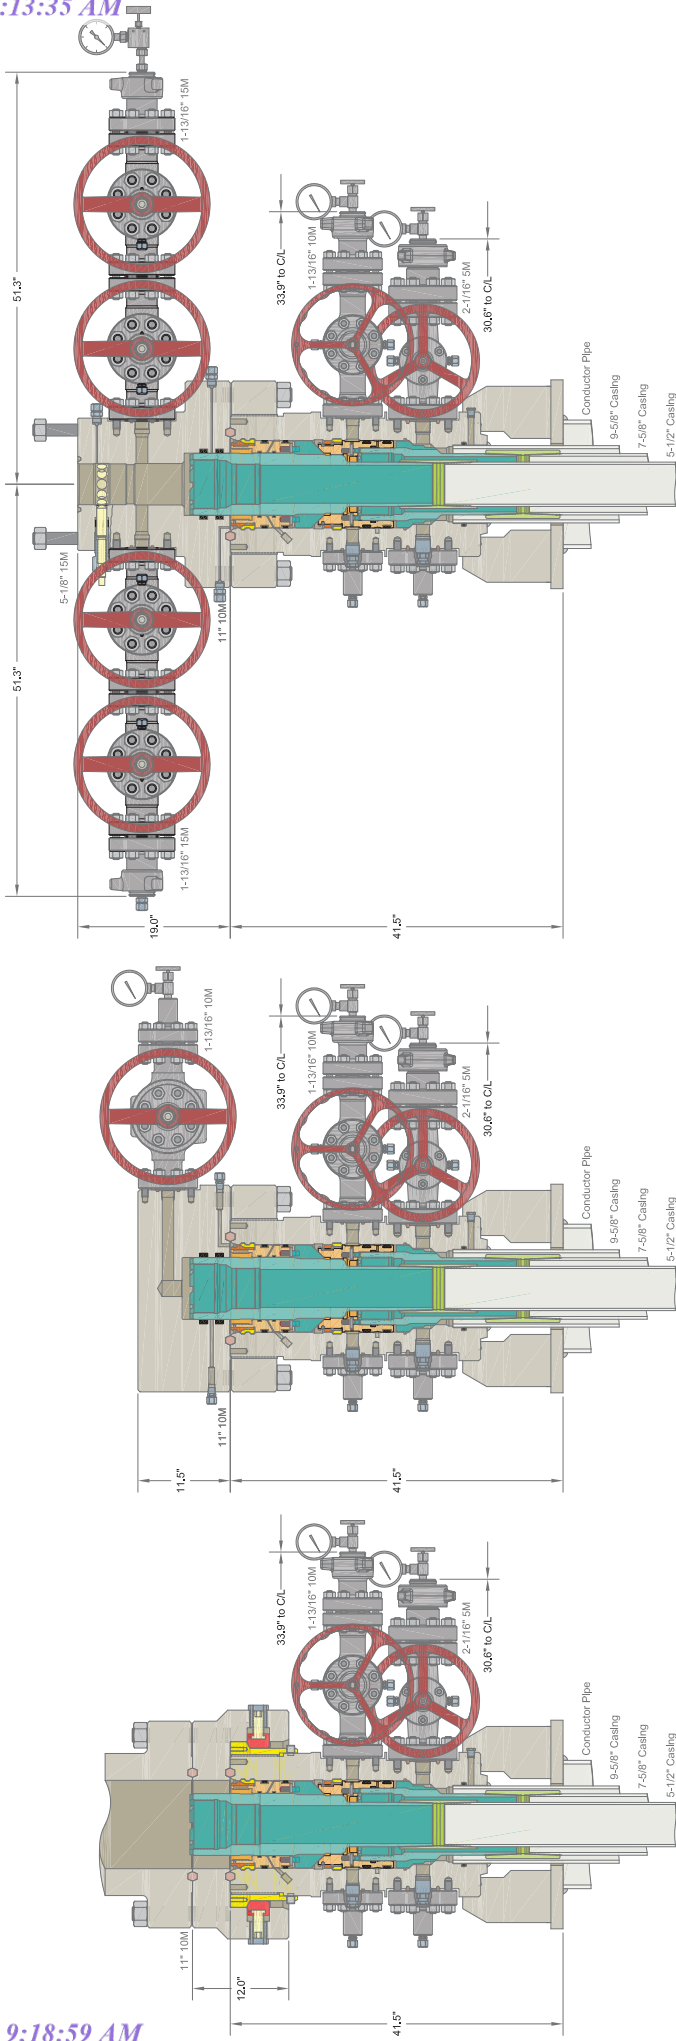 :13:35 AM
1-13/16" 15M
51.3"
33.9" to C/L
1-13/16" 10M
2-1/16" 5M
30.6" to C/L
Conductor Pipe
9-5/8" Casing
7-5/8" Casing
5-1/2" Casing
5-1/8" 15M
11" 10M
51.3"
1-13/16" 15M
19.0"
41.5"
1-13/16" 10M
33.9" to C/L
1-13/16" 10M
2-1/16" 5M
30.6" to C/L
Conductor Pipe
9-5/8" Casing
7-5/8" Casing
5-1/2" Casing
11" 10M
11.5"
41.5"
33.9" to C/L
1-13/16" 10M
2-1/16" 5M
30.6" to C/L
Conductor Pipe
9-5/8" Casing
7-5/8" Casing
5-1/2" Casing
11" 10M
12.0"
41.5"
9:18:59 AM